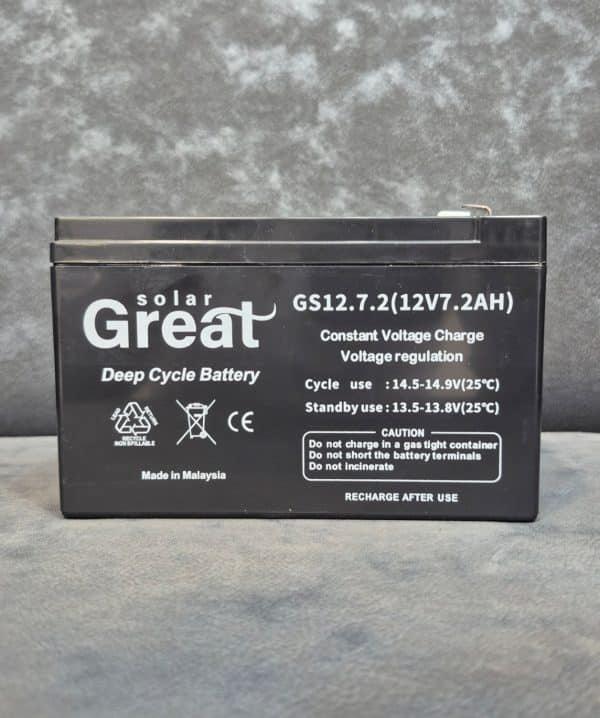 solar
Great
Deep Cycle Battery
RECYCLE
NON SPILLABLE
CE
Made in Malaysia
GS12.7.2(12V7.2AH)
Constant Voltage Charge
Voltage regulation
Cycle use : 14.5-14.9V(25℃)
Standby use : 13.5-13.8V(25℃)
CAUTION
Do not charge in a gas tight container
Do not short the battery terminals
Do not incinerate
RECHARGE AFTER USE